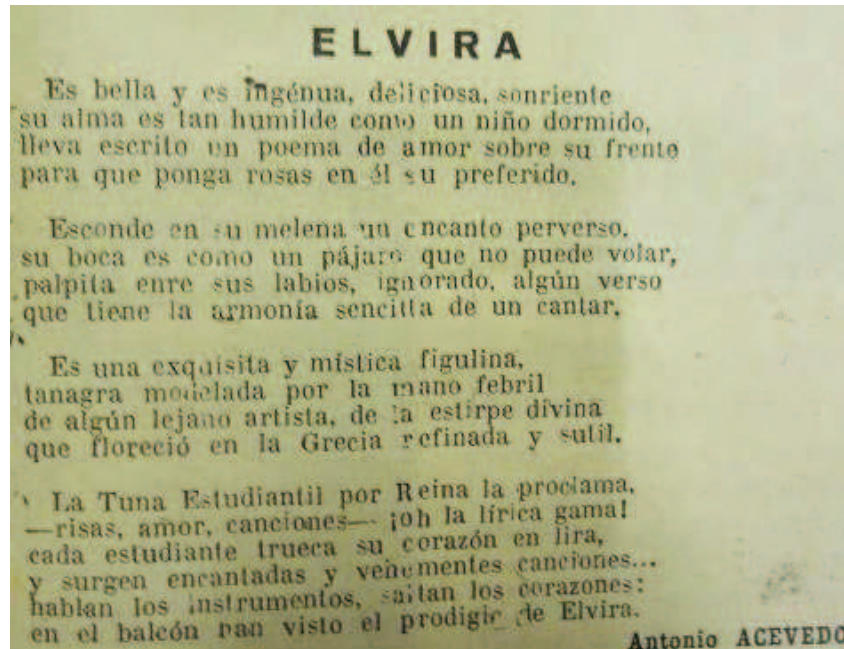 ELVIRA
Es bella y es ingénua, deliciosa, sonriente
su alma es tan humilde como un niño dormido,
lleva escrito un poema de amor sobre su frente
para que ponga rosas en él su preferido.
Esconde en su melena un encanto perverso.
su boca es como un pájaro que no puede volar,
palpita enre sus labios, ignorado, algún verso
que tiene la armonía sencilla de un cantar.
Es una exquisita y mística figulina,
tanagra modelada por la mano febril
de algún lejano artista, de la estirpe divina
que floreció en la Grecia refinada y sutil.
La Tuna Estudiantil por Reina la proclama,
—risas, amor, canciones— ¡oh la lírica gama!
cada estudiante trueca su corazón en lira,
y surgen encantadas y vehementes canciones...
hablan los instrumentos, saltan los corazones:
en el balcón han visto el prodigio de Elvira.
Antonio ACEVEDO